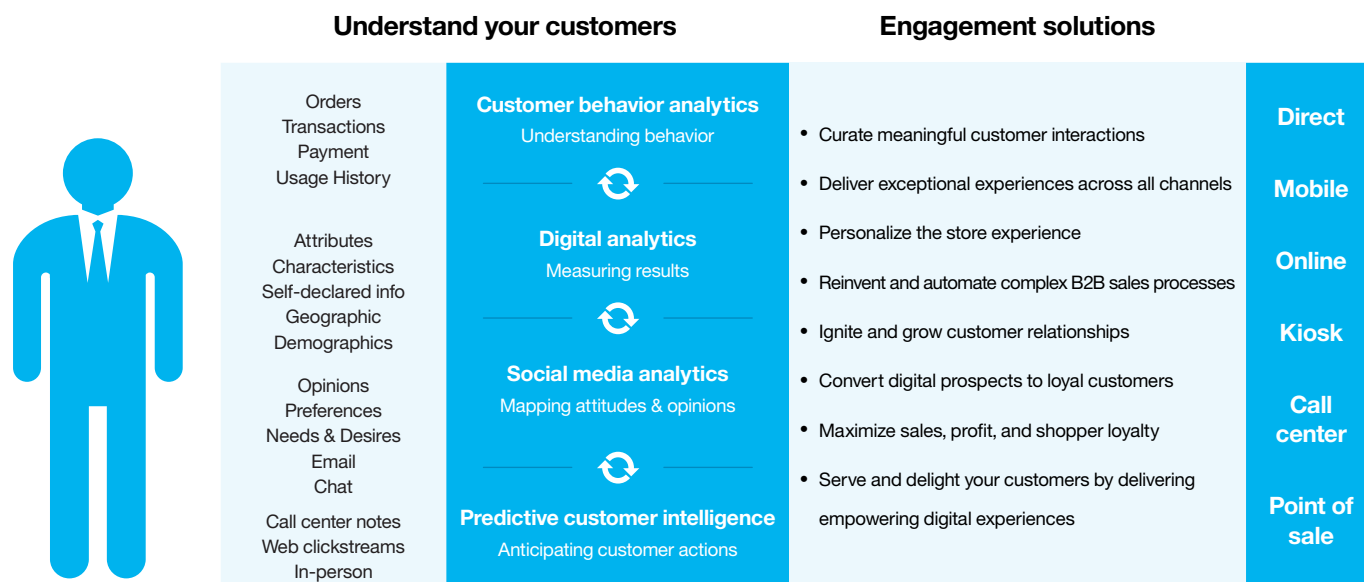 Understand your customers
Engagement solutions
Orders
Transactions
Payment
Usage History
Attributes
Characteristics
Self-declared info
Geographic
Demographics
Opinions
Preferences
Needs & Desires
Email
Chat
Call center notes
Web clickstreams
In-person
Customer behavior analytics
Understanding behavior
Digital analytics
Measuring results
Social media analytics
Mapping attitudes & opinions
Predictive customer intelligence
Anticipating customer actions
• Curate meaningful customer interactions
• Deliver exceptional experiences across all channels
• Personalize the store experience
• Reinvent and automate complex B2B sales processes
• Ignite and grow customer relationships
• Convert digital prospects to loyal customers
• Maximize sales, profit, and shopper loyalty
• Serve and delight your customers by delivering
empowering digital experiences
Direct
Mobile
Online
Kiosk
Call
center
Point of
sale